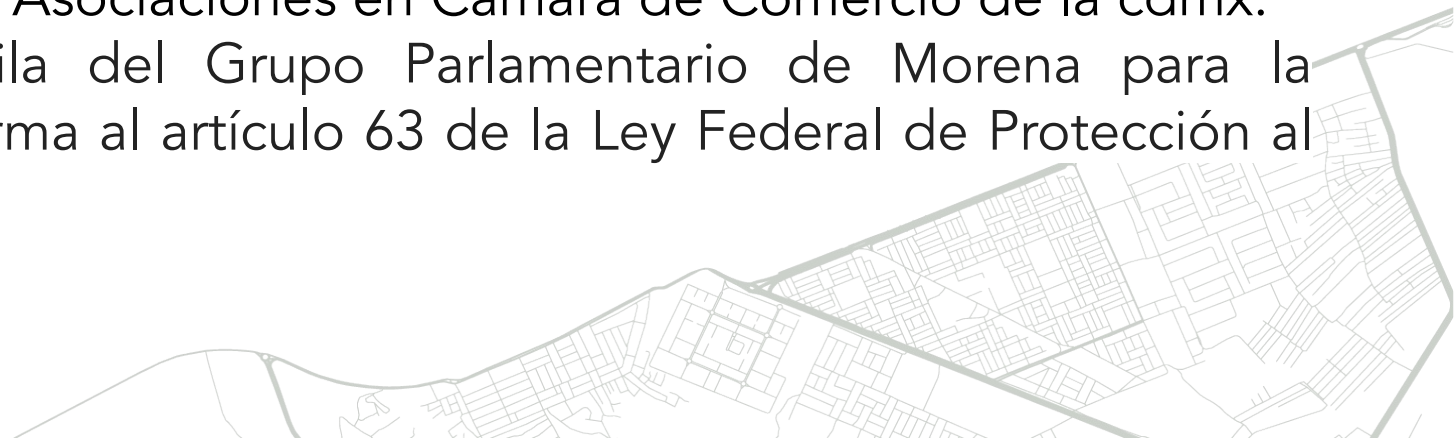 Asociaciones en Cámara de Comercio de la cdmx.
ila del Grupo Parlamentario de Morena para la
rma al artículo 63 de la Ley Federal de Protección al